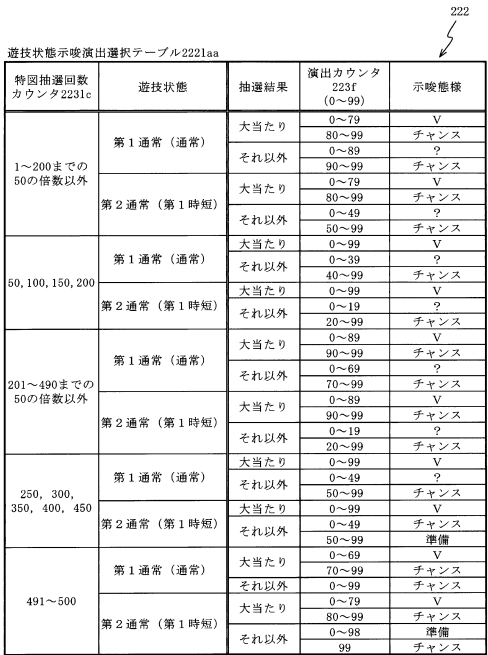 222
遊技状態示唆演出選択テーブル2221aa
特図抽選回数
カウンタ2231c
遊技状態
抽選結果
演出カウンタ
223f
(0～99)
示唆態様
1～200までの
50の倍数以外
第1通常(通常)
大当たり
0～79 V
80～99 チャンス
それ以外
0～89 ?
90～99 チャンス
第2通常(第1時短)
大当たり
0～79 V
80～99 チャンス
それ以外
0～49 ?
50～99 チャンス
50,100,150,200
第1通常(通常)
大当たり 0～99 V
それ以外
0～39 ?
40～99 チャンス
第2通常(第1時短)
大当たり 0～99 V
それ以外
0～19 ?
20～99 チャンス
201～490までの
50の倍数以外
第1通常(通常)
大当たり
0～89 V
90～99 チャンス
それ以外
0～69 ?
70～99 チャンス
第2通常(第1時短)
大当たり
0～89 V
90～99 チャンス
それ以外
0～19 ?
20～99 チャンス
250, 300,
350, 400, 450
第1通常(通常)
大当たり 0～99 V
それ以外
0～49 ?
50～99 チャンス
第2通常(第1時短)
大当たり 0～99 V
それ以外
0～49 チャンス
50～99 準備
491～500
第1通常(通常)
大当たり
0～69 V
70～99 チャンス
それ以外 0～99 チャンス
第2通常(第1時短)
大当たり
0～79 V
80～99 チャンス
それ以外
0～98 準備
99 チャンス